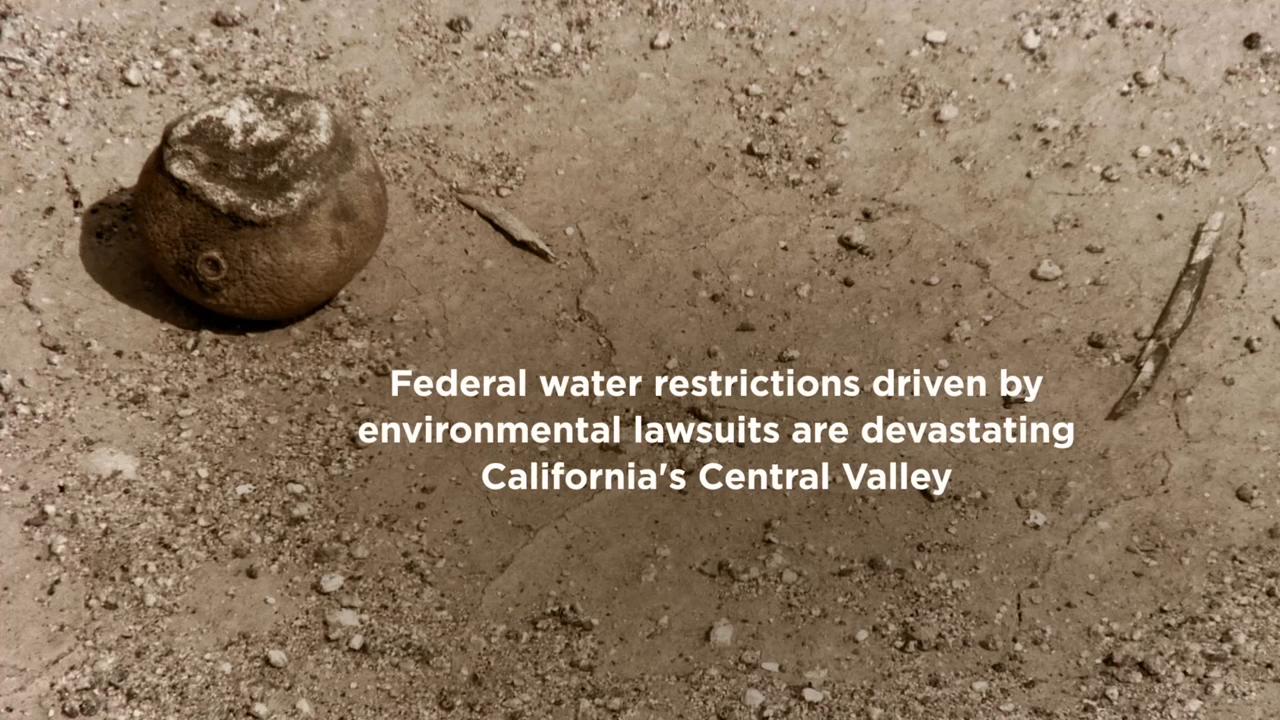 Federal water restrictions driven by
environmental lawsuits are devastating
California's Central Valley